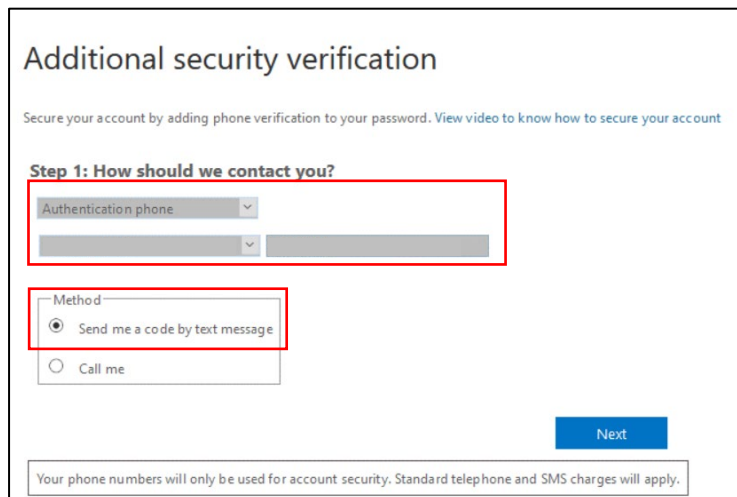 Additional security verification
Secure your account by adding phone verification to your password. View video to know how to secure your account
Step 1: How should we contact you?
Authentication phone
Method
Send me a code by text message
Call me
Next
Your phone numbers will only be used for account security. Standard telephone and SMS charges will apply.